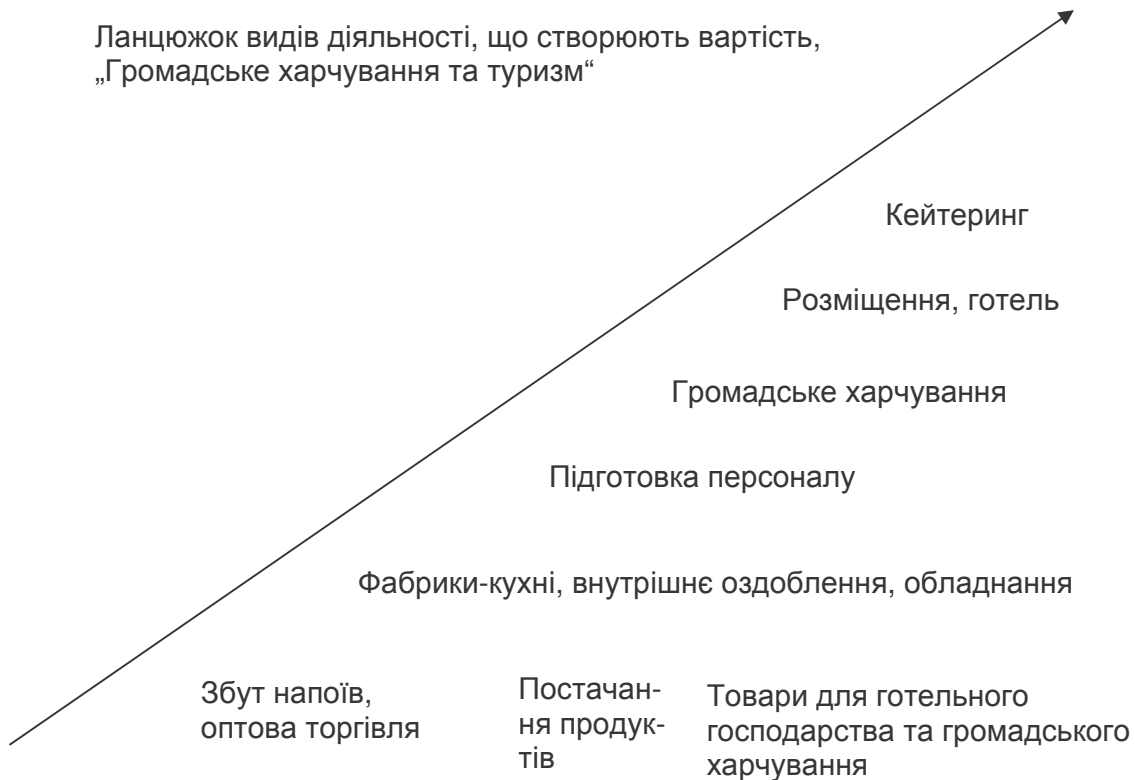 Ланцюжок видів діяльності, що створюють вартість,
„Громадське харчування та туризм“
Кейтеринг
Розміщення, готель
Громадське харчування
Підготовка персоналу
Фабрики-кухні, внутрішнє оздоблення, обладнання
Збут напоїв,
оптова торгівля
Постачан-
ня продук-
тів
Товари для готельного
господарства та громадського
харчування